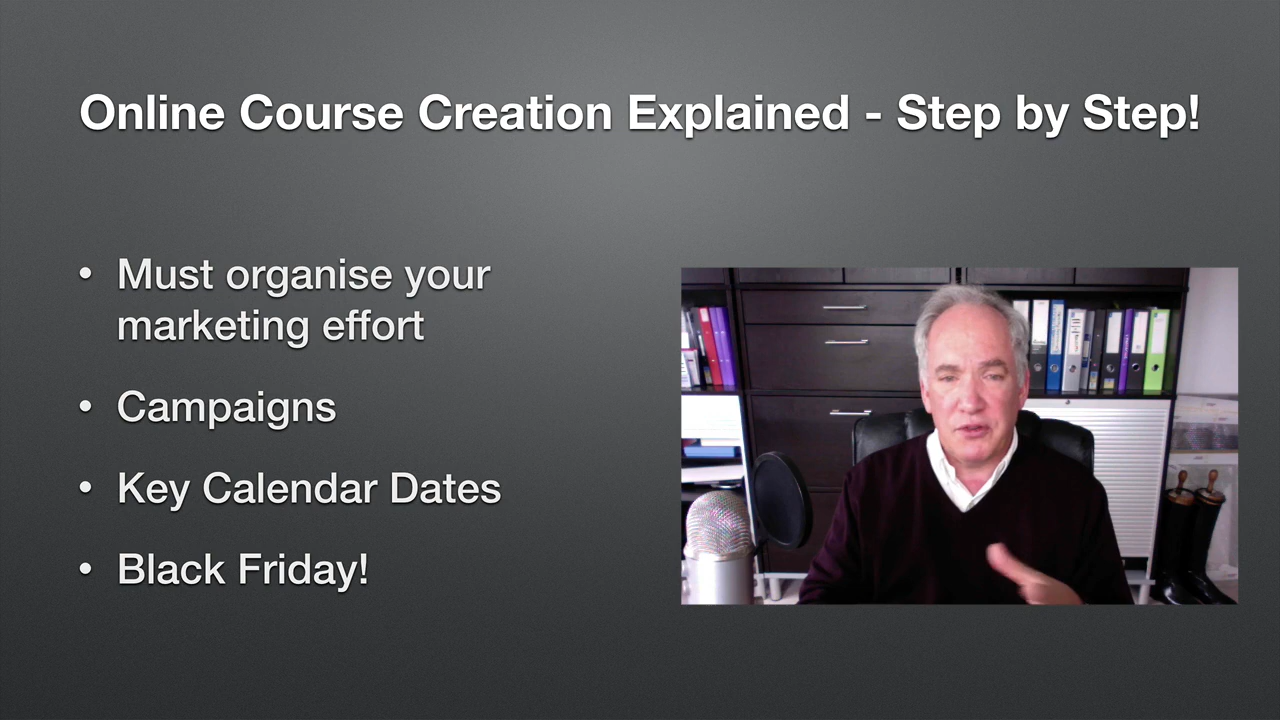 Online Course Creation Explained - Step by Step!
• Must organise your
marketing effort
• Campaigns
• Key Calendar Dates
• Black Friday!